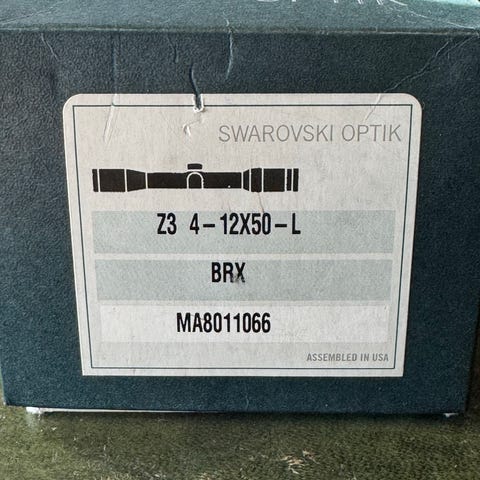 SWAROVSKI OPTIK
Z3 4-12X50-L
BRX
MA8011066
ASSEMBLED IN USA